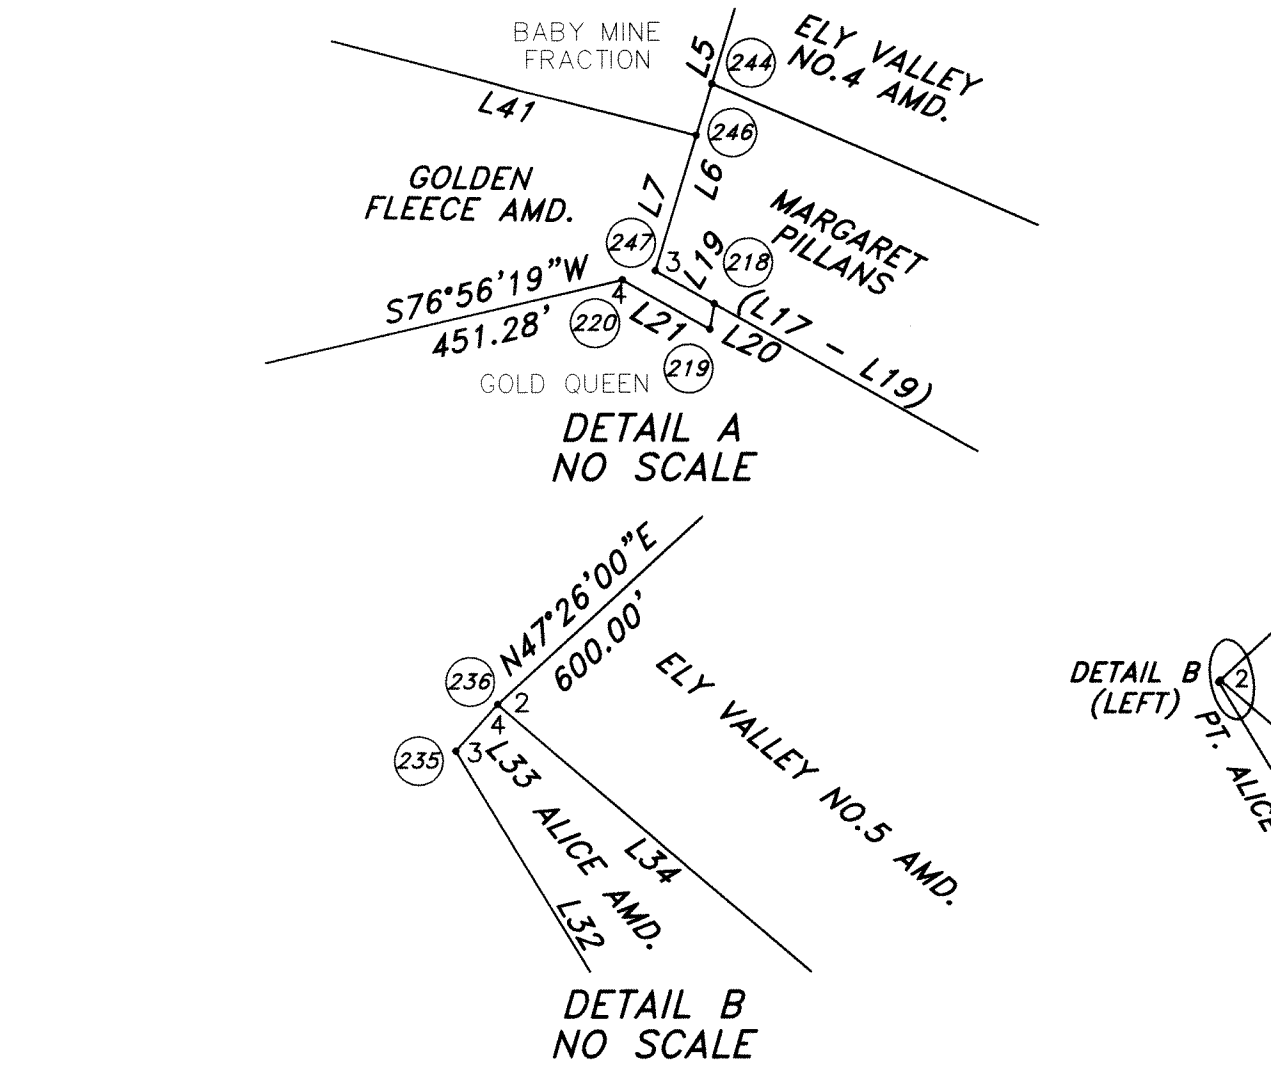 BABY MINE
FRACTION
L5
244
ELY VALLEY
NO.4 AMD.
L41
246
L6
L7
GOLDEN
FLEECE AMD.
MARGARET
PILLANS
247
3
L19
218
S76°56'19"W
451.28'
4
220
L21
(L17 - L19)
L20
219
GOLD QUEEN
DETAIL A
NO SCALE
N47°26'00"E
600.00'
236
2
4
235
3
L33
ELY VALLEY NO.5 AMD.
ALICE AMD.
L34
L32
DETAIL B
(LEFT)
2
PT. ALICE
DETAIL B
NO SCALE